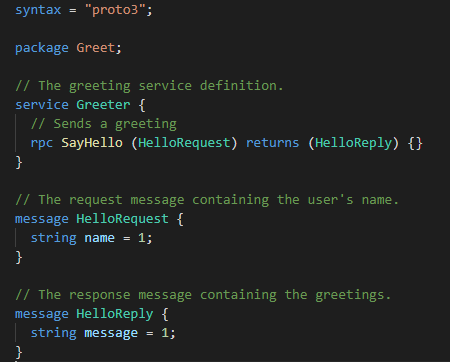 syntax = "proto3";
package Greet;
// The greeting service definition.
service Greeter {
// Sends a greeting
rpc SayHello (HelloRequest) returns (HelloReply) {}
}
// The request message containing the user's name.
message HelloRequest {
string name = 1;
}
// The response message containing the greetings.
message HelloReply {
string message = 1;
}